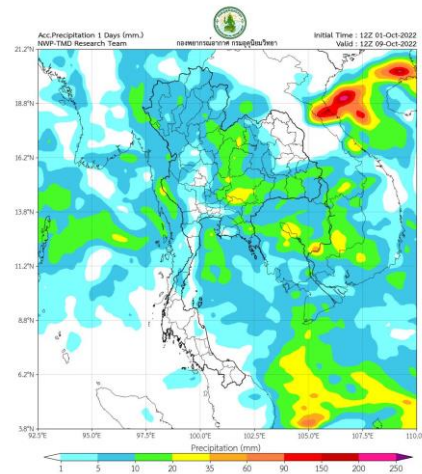 Acc.Precipitation 1 Days (mm.)
NWP-TMD Research Team
กองพยากรณ์อากาศ กรมอุตุนิยมวิทยา
Initial Time : 12Z 01-Oct-2022
Valid : 12Z 09-Oct-2022
21.2°N
18.8°N
16.2°N
13.8°N
11.2°N
8.8°N
6.2°N
3.8°N
92.5°E 95.0°E 97.5°E 100.0°E 102.5°E 105.0°E 107.5°E 110.0°E
Precipitation (mm)
1 5 10 20 35 60 90 150 200 250